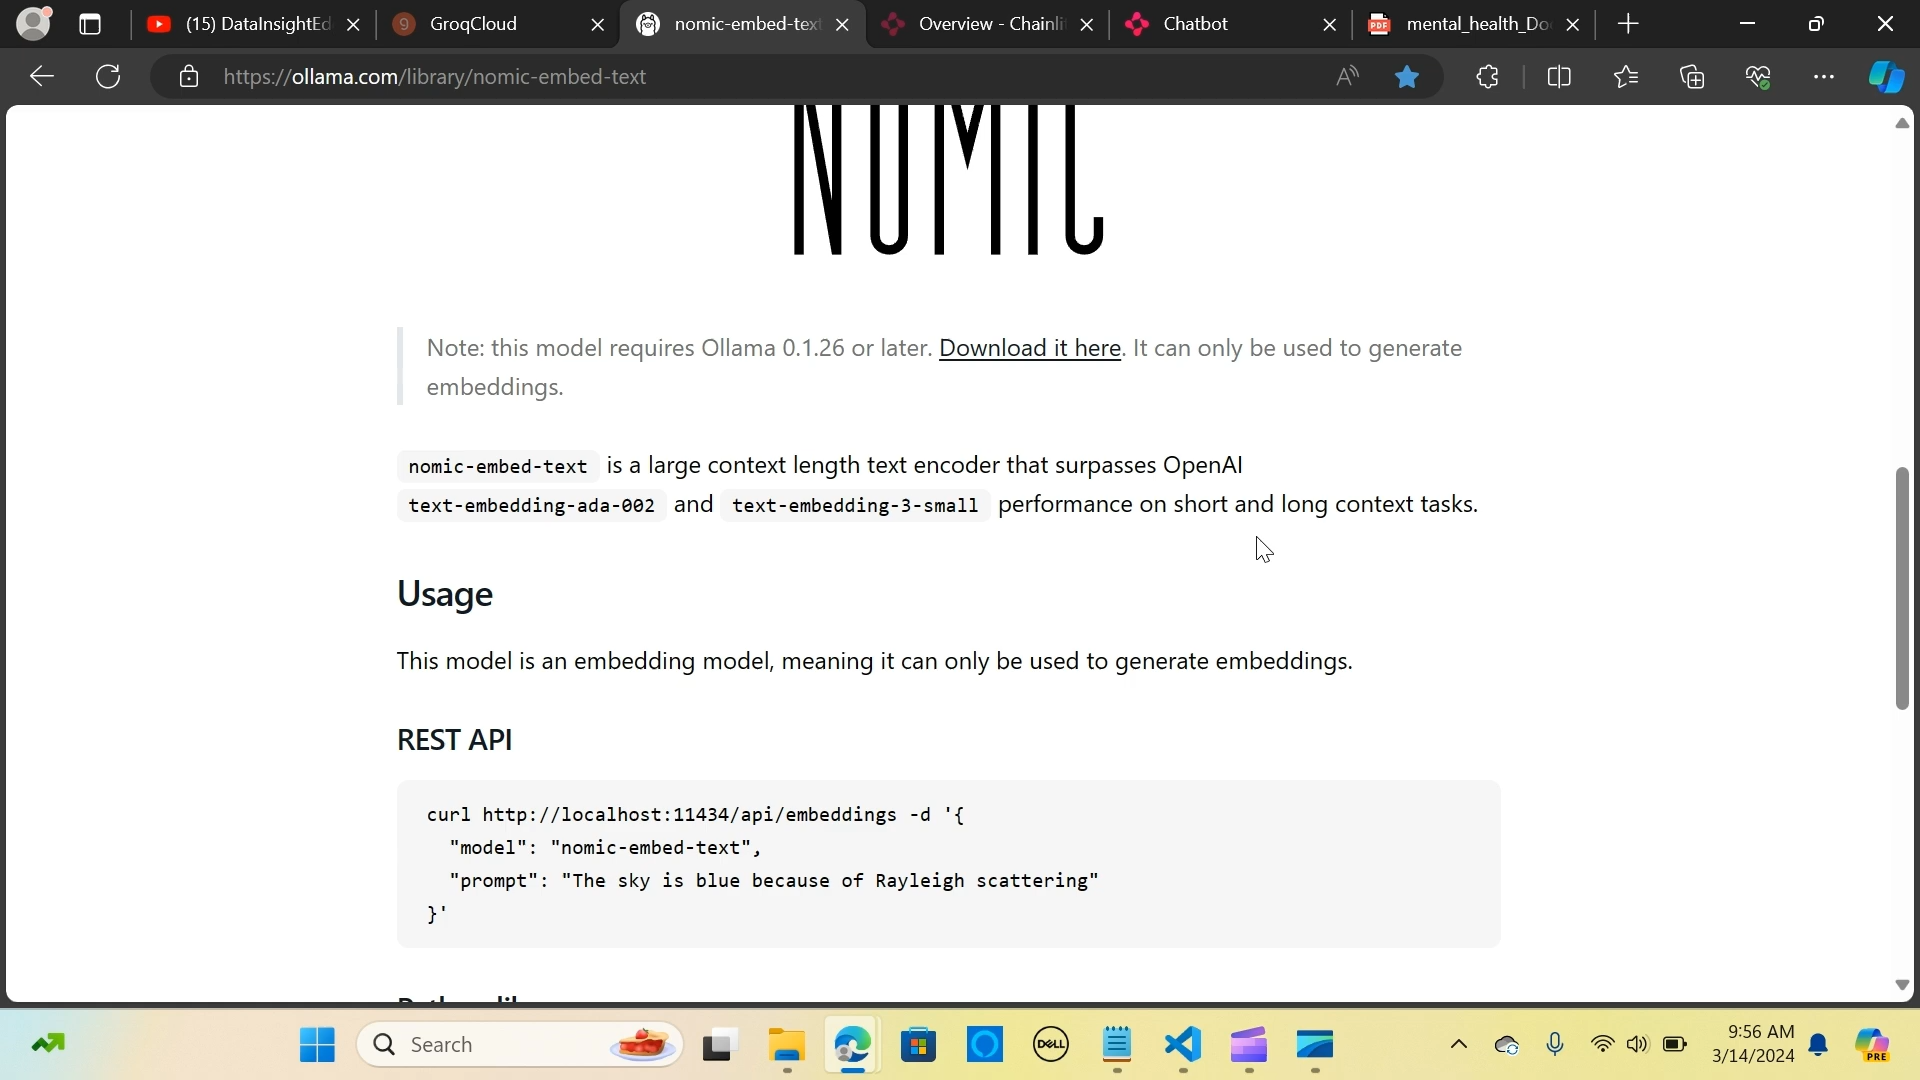 (15) DataInsightEd
GroqCloud
nomic-embed-text
Overview - Chainli
Chatbot
PDF
mental_health_Do
https://ollama.com/library/nomic-embed-text
NOMIC
Note: this model requires Ollama 0.1.26 or later. Download it here. It can only be used to generate
embeddings.
nomic-embed-text is a large context length text encoder that surpasses OpenAI
text-embedding-ada-002 and text-embedding-3-small performance on short and long context tasks.
Usage
This model is an embedding model, meaning it can only be used to generate embeddings.
REST API
curl http://localhost:11434/api/embeddings -d '{
"model": "nomic-embed-text",
"prompt": "The sky is blue because of Rayleigh scattering"
}'
Search
DELL
9:56 AM
3/14/2024
PRE